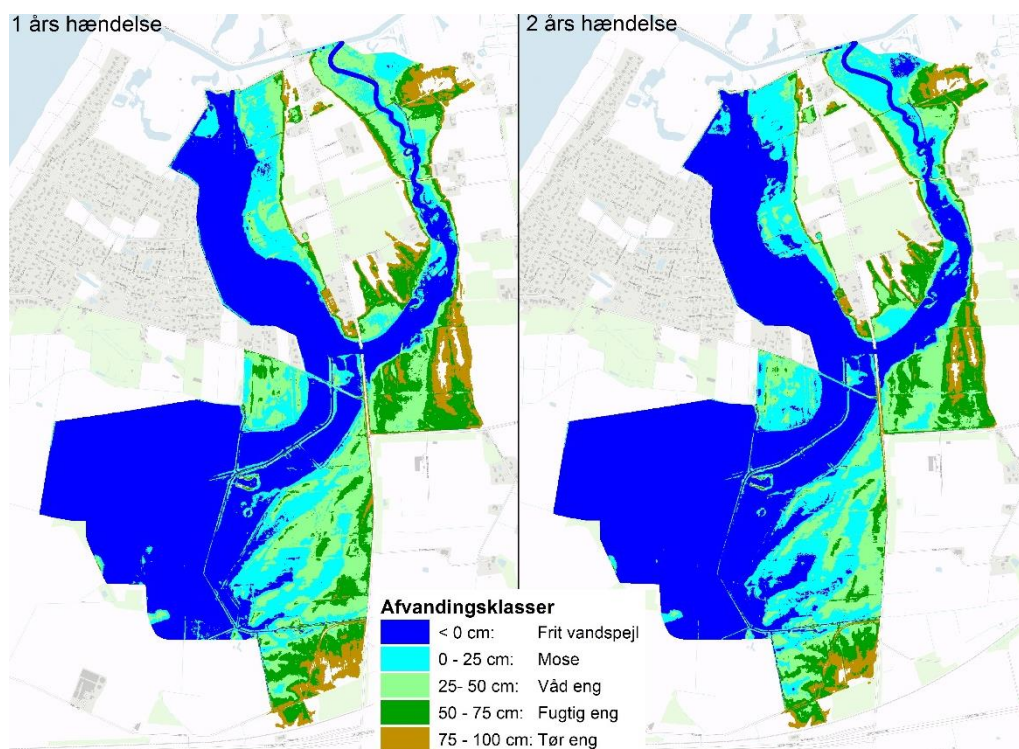 1 års hændelse
2 års hændelse
Afvandingsklasser
< 0 cm: Frit vandspejl
0 - 25 cm: Mose
25- 50 cm: Våd eng
50 - 75 cm: Fugtig eng
75 - 100 cm: Tør eng